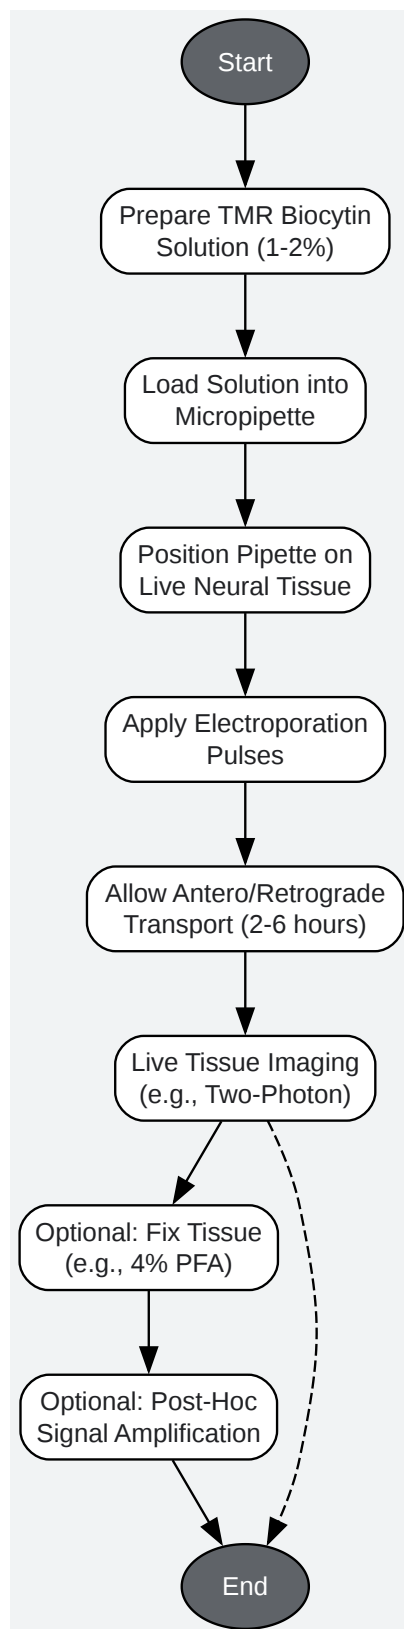 Start
Prepare TMR Biocytin
Solution (1-2%)
Load Solution into
Micropipette
Position Pipette on
Live Neural Tissue
Apply Electroporation
Pulses
Allow Antero/Retrograde
Transport (2-6 hours)
Live Tissue Imaging
(e.g., Two-Photon)
Optional: Fix Tissue
(e.g., 4% PFA)
Optional: Post-Hoc
Signal Amplification
End